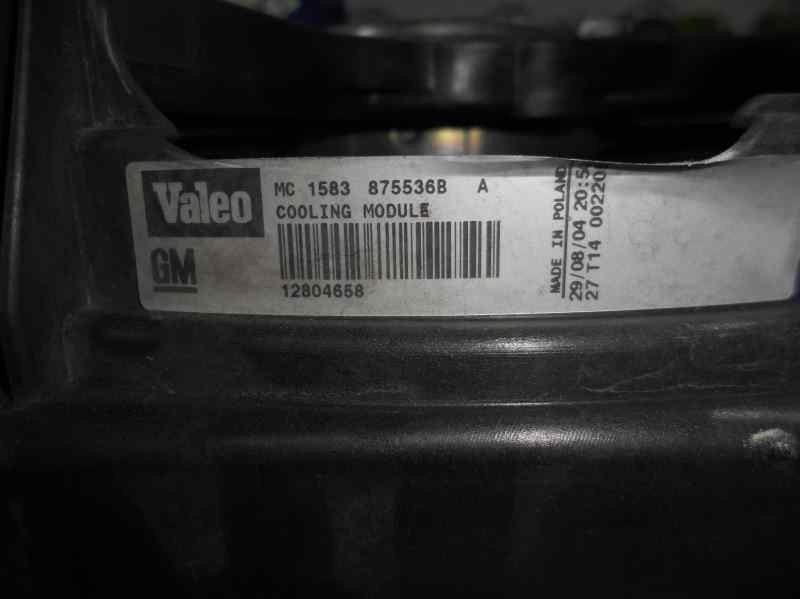 Valeo
GM
MC 1583 875536B A
COOLING MODULE
12804658
MADE IN POLAND
29/08/04 20:5
27 T14 00220